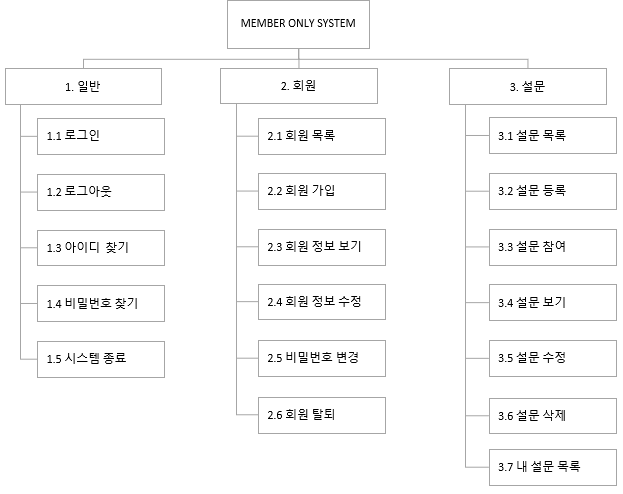 MEMBER ONLY SYSTEM
1. 일반
1.1 로그인
1.2 로그아웃
1.3 아이디 찾기
1.4 비밀번호 찾기
1.5 시스템 종료
2. 회원
2.1 회원 목록
2.2 회원 가입
2.3 회원 정보 보기
2.4 회원 정보 수정
2.5 비밀번호 변경
2.6 회원 탈퇴
3. 설문
3.1 설문 목록
3.2 설문 등록
3.3 설문 참여
3.4 설문 보기
3.5 설문 수정
3.6 설문 삭제
3.7 내 설문 목록